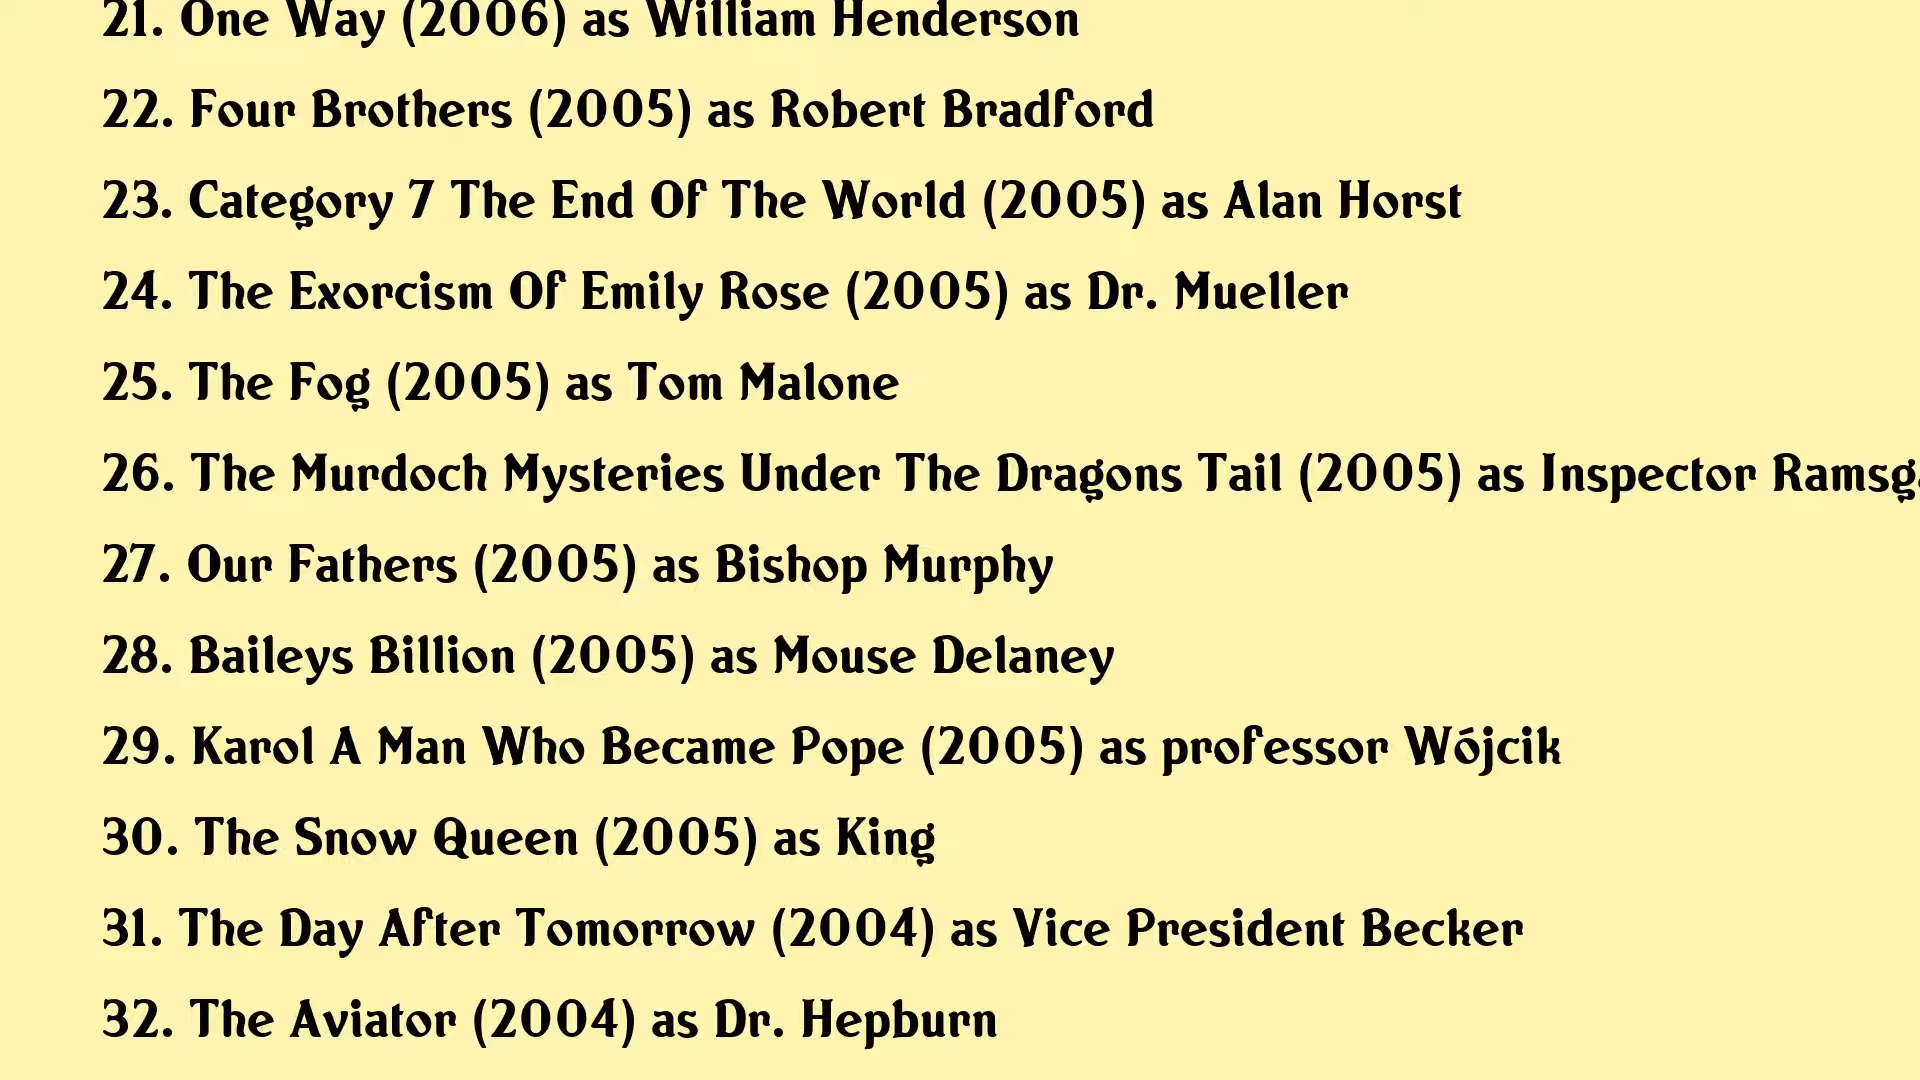 21. One Way (2006) as William Henderson
22. Four Brothers (2005) as Robert Bradford
23. Category 7 The End Of The World (2005) as Alan Horst
24. The Exorcism Of Emily Rose (2005) as Dr. Mueller
25. The Fog (2005) as Tom Malone
26. The Murdoch Mysteries Under The Dragons Tail (2005) as Inspector
27. Our Fathers (2005) as Bishop Murphy
28. Baileys Billion (2005) as Mouse Delaney
29. Karol A Man Who Became Pope (2005) as professor Wójcik
30. The Snow Queen (2005) as King
31. The Day After Tomorrow (2004) as Vice President Becker
32. The Aviator (2004) as Dr. Hepburn